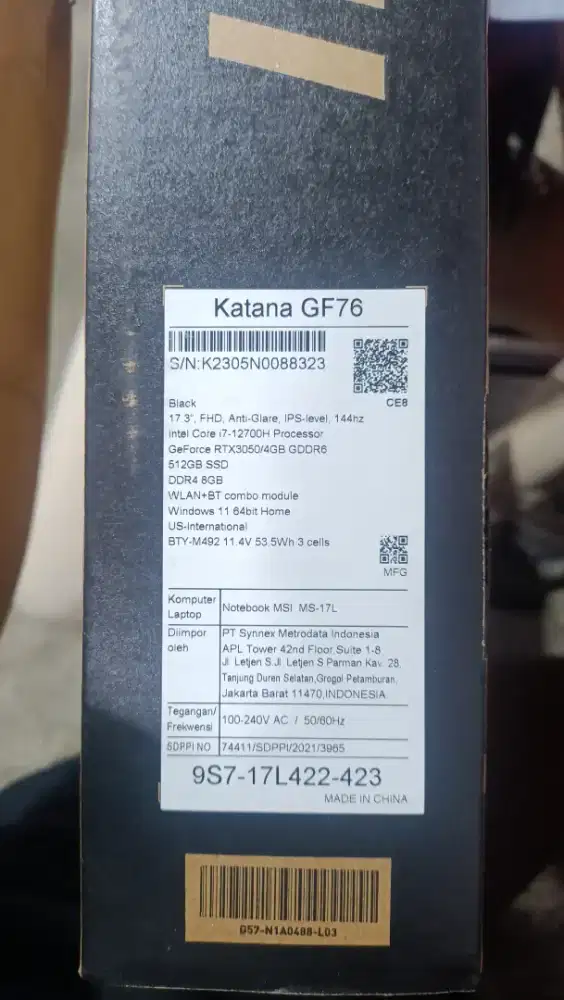 Katana GF76
S/N:K2305N0088323
CE8
Black
17.3", FHD, Anti-Glare, IPS-level, 144hz
Intel Core i7-12700H Processor
GeForce RTX3050/4GB GDDR6
512GB SSD
DDR4 8GB
WLAN+BT combo module
Windows 11 64bit Home
US-International
BTY-M492 11.4V 53.5Wh 3 cells
MFG
Komputer Laptop
Notebook MSI MS-17L
Diimpor oleh
PT Synnex Metrodata Indonesia
APL Tower 42nd Floor Suite 1-8
Jl. Letjen S.Jl. Letjen S Parman Kav. 28,
Tanjung Duren Selatan,Grogol Petamburan,
Jakarta Barat 11470,INDONESIA.
Tegangan/ Frekwensi
100-240V AC / 50/60Hz
SDPPI NO
74411/SDPPI/2021/3965
9S7-17L422-423
MADE IN CHINA
G57-N1A0488-L03